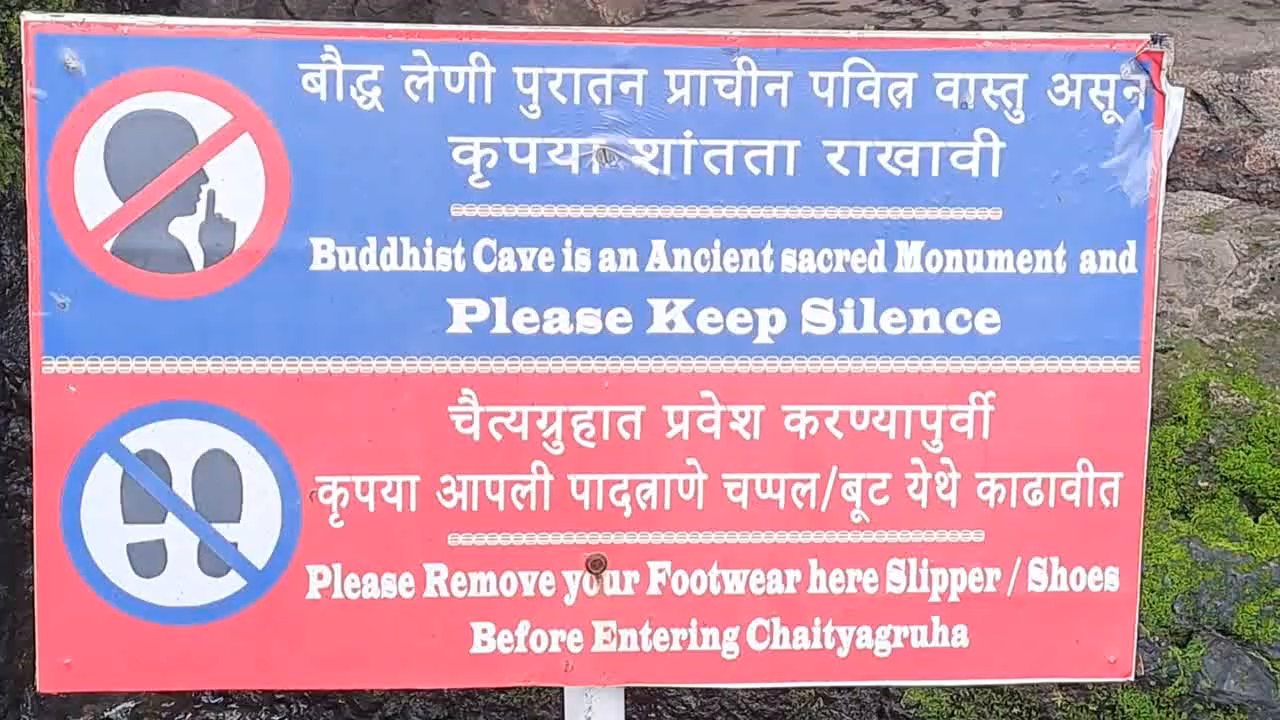 बौद्ध लेणी पुरातन प्राचीन पवित्र वास्तु असून
कृपया शांतता राखावी
Buddhist Cave is an Ancient sacred Monument and
Please Keep Silence
चैत्यग्रुहात प्रवेश करण्यापुर्वी
कृपया आपली पादत्राणे चप्पल/बूट येथे काढावीत
Please Remove your Footwear here Slipper / Shoes
Before Entering Chaityagruha